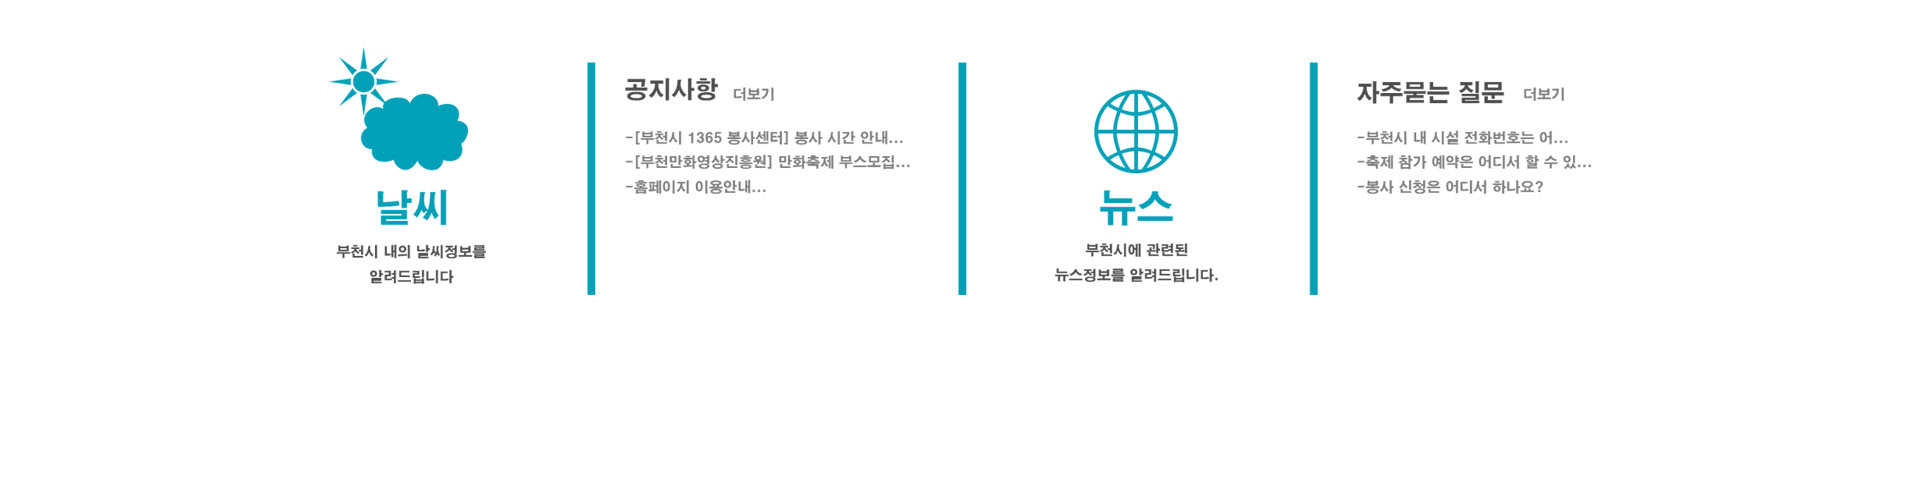 날씨
부천시 내의 날씨정보를
알려드립니다
공지사항 더보기
-[부천시 1365 봉사센터] 봉사 시간 안내...
-[부천만화영상진흥원] 만화축제 부스모집...
-홈페이지 이용안내...
뉴스
부천시에 관련된
뉴스정보를 알려드립니다.
자주묻는 질문 더보기
-부천시 내 시설 전화번호는 어...
-축제 참가 예약은 어디서 할 수 있...
-봉사 신청은 어디서 하나요?